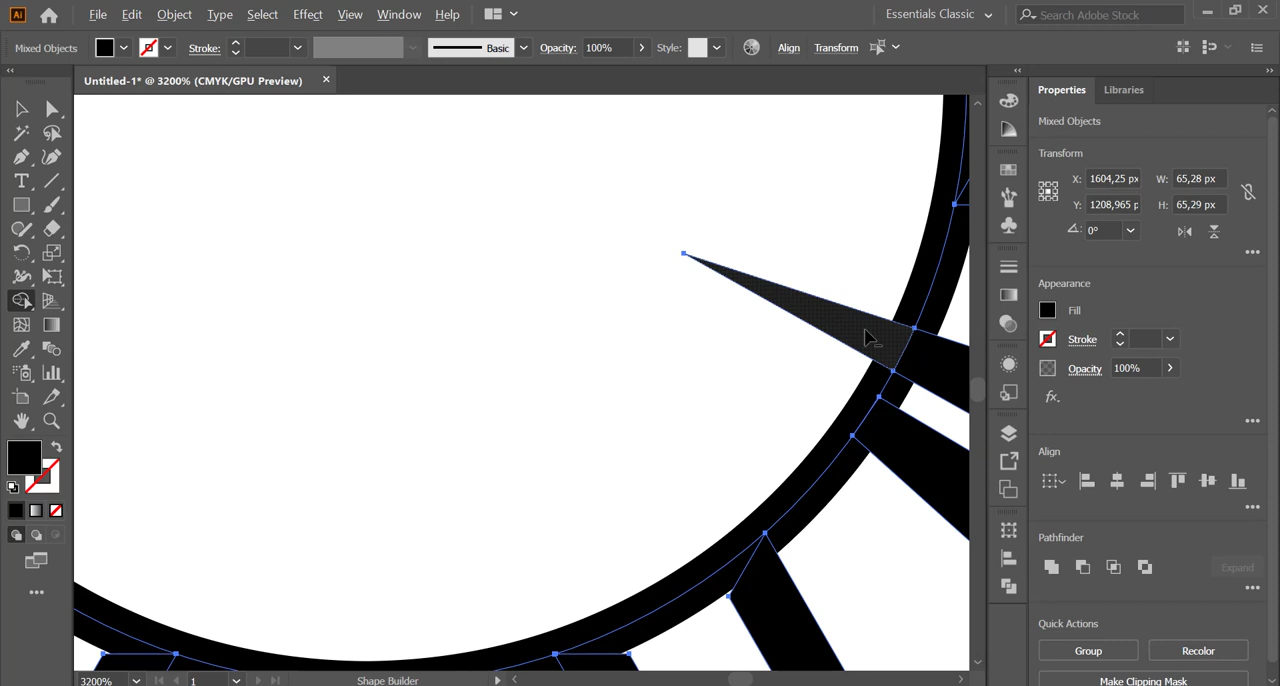 Ai File Edit Object Type Select Effect View Window Help Essentials Classic Search Adobe Stock
Mixed Objects Stroke: Basic Opacity: 100% Style: Align Transform
Untitled-1* @ 3200% (CMYK/GPU Preview)
Properties Libraries
Mixed Objects
Transform
X: 1604,25 px W: 65,28 px
Y: 1208,965 p H: 65,29 px
0°
Appearance
Fill
Stroke
Opacity 100%
fx.
Align
Pathfinder
Expand
Quick Actions
Group Recolor
Make Clipping Mask
3200% 1 Shape Builder